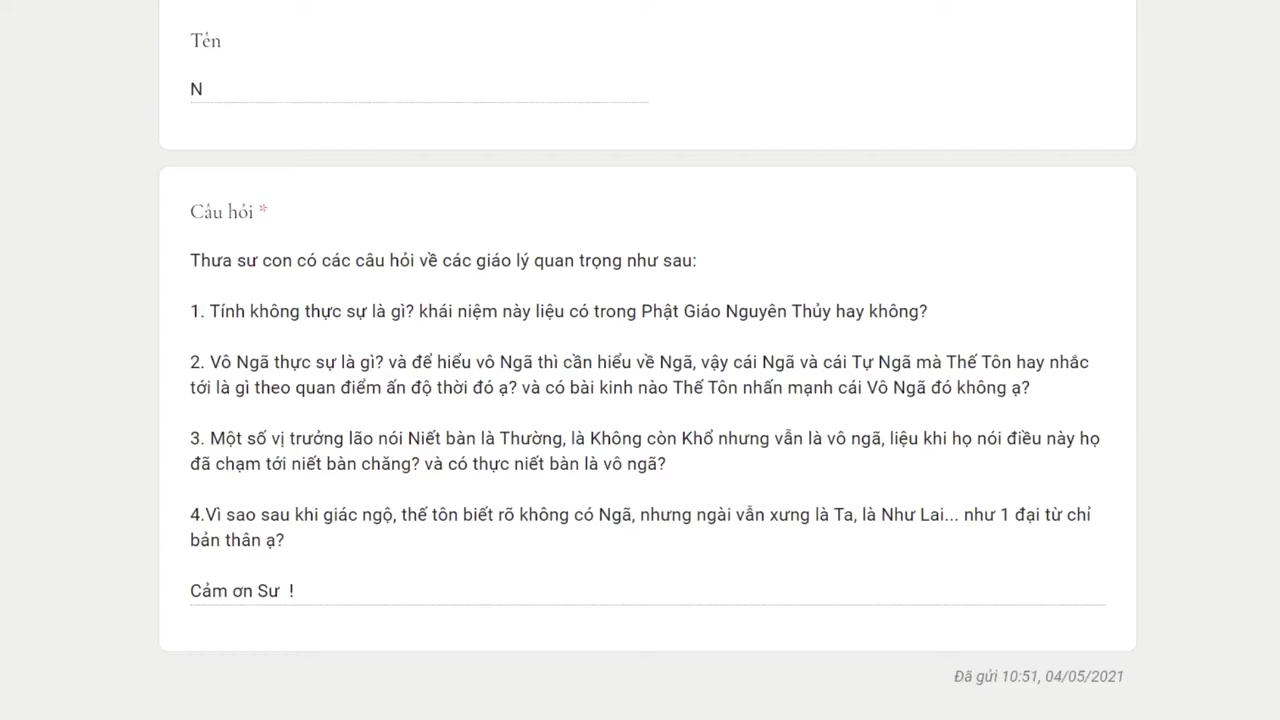 Tên
N
Câu hỏi *
Thưa sư con có các câu hỏi về các giáo lý quan trọng như sau:
1. Tính không thực sự là gì? khái niệm này liệu có trong Phật Giáo Nguyên Thủy hay không?
2. Vô Ngã thực sự là gì? và để hiểu vô Ngã thì cần hiểu về Ngã, vậy cái Ngã và cái Tự Ngã mà Thế Tôn hay nhắc
tới là gì theo quan điểm ấn độ thời đó ạ? và có bài kinh nào Thế Tôn nhấn mạnh cái Vô Ngã đó không ạ?
3. Một số vị trưởng lão nói Niết bàn là Thường, là Không còn Khổ nhưng vẫn là vô ngã, liệu khi họ nói điều này họ
đã chạm tới niết bàn chăng? và có thực niết bàn là vô ngã?
4.Vì sao sau khi giác ngộ, thế tôn biết rõ không có Ngã, nhưng ngài vẫn xưng là Ta, là Như Lai... như 1 đại từ chỉ
bản thân ạ?
Cảm ơn Sư !
Đã gửi 10:51, 04/05/2021